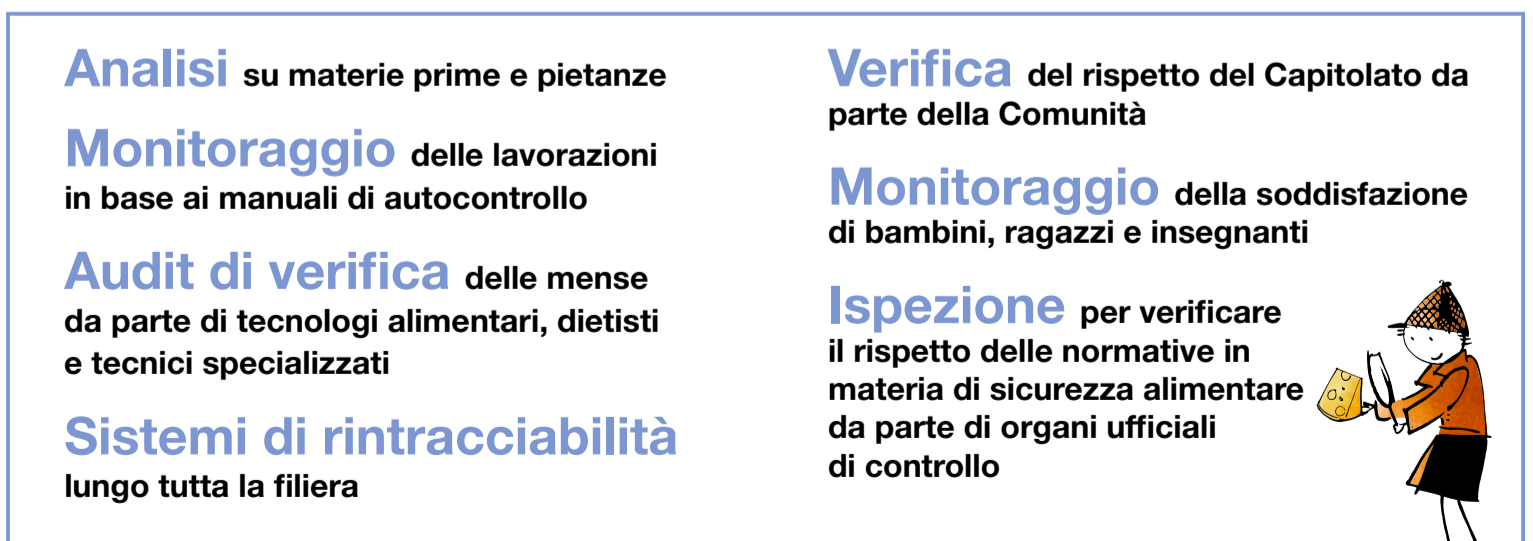 Analisi su materie prime e pietanze
Monitoraggio delle lavorazioni
in base ai manuali di autocontrollo
Audit di verifica delle mense
da parte di tecnologi alimentari, dietisti
e tecnici specializzati
Sistemi di rintracciabilità
lungo tutta la filiera
Verifica del rispetto del Capitolato da
parte della Comunità
Monitoraggio della soddisfazione
di bambini, ragazzi e insegnanti
Ispezione per verificare
il rispetto delle normative in
materia di sicurezza alimentare
da parte di organi ufficiali
di controllo